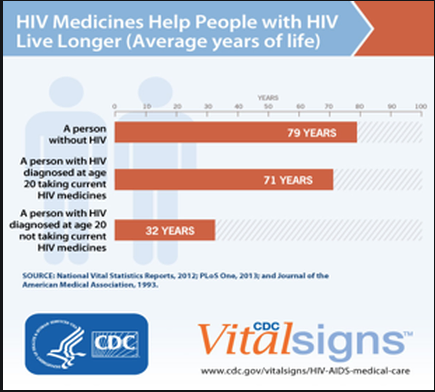 HIV Medicines Help People with HIV
Live Longer (Average years of life)
YEARS
0 10 20 30 40 50 60 70 80 90 100
A person
without HIV
79 YEARS
A person with HIV
diagnosed at age
20 taking current
HIV medicines
71 YEARS
A person with HIV
diagnosed at age 20
not taking current
HIV medicines
32 YEARS
SOURCE: National Vital Statistics Reports, 2012; PLoS One, 2013; and Journal of the
American Medical Association, 1993.
CDC
CDC
Vitalsigns™
www.cdc.gov/vitalsigns/HIV-AIDS-medical-care